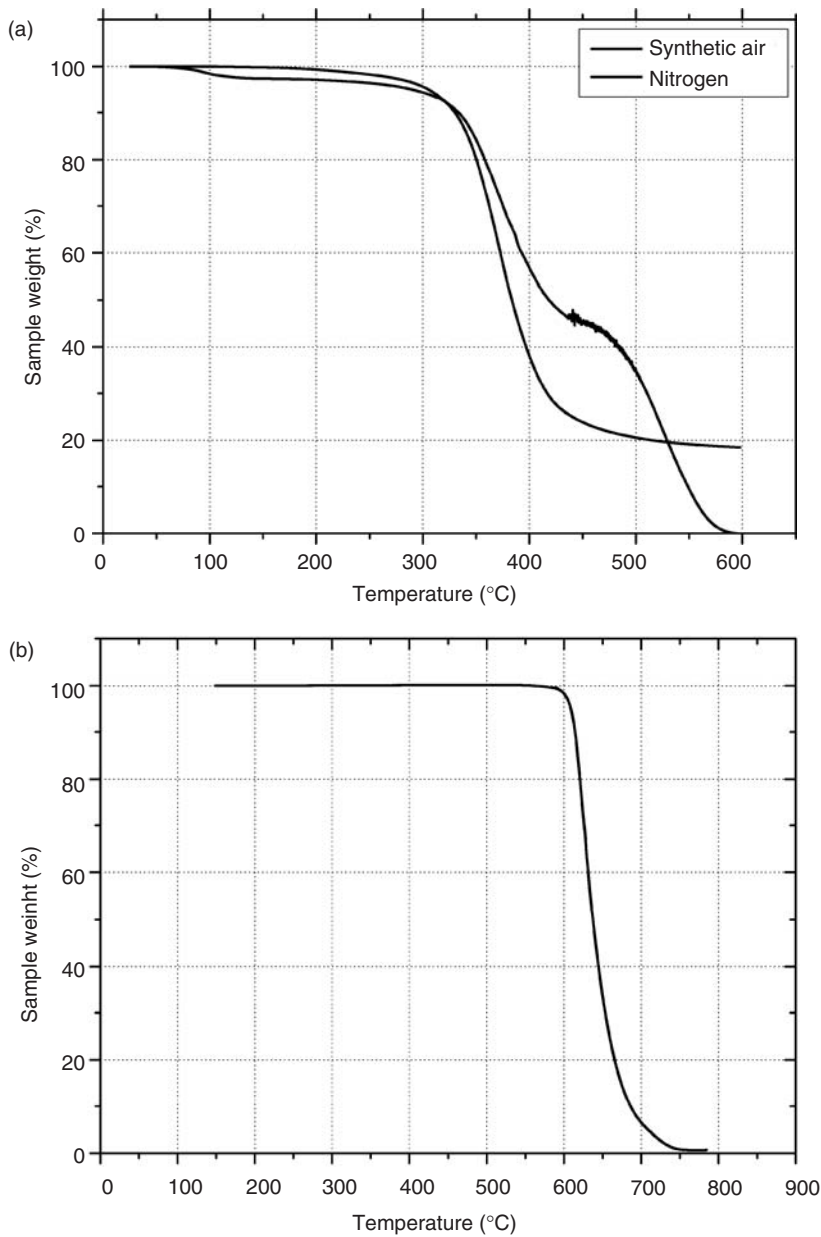 (a)
Synthetic air
Nitrogen
100
80
60
40
20
0
Sample weight (%)
0 100 200 300 400 500 600
Temperature (°C)
(b)
100
80
60
40
20
0
Sample weinht (%)
0 100 200 300 400 500 600 700 800 900
Temperature (°C)